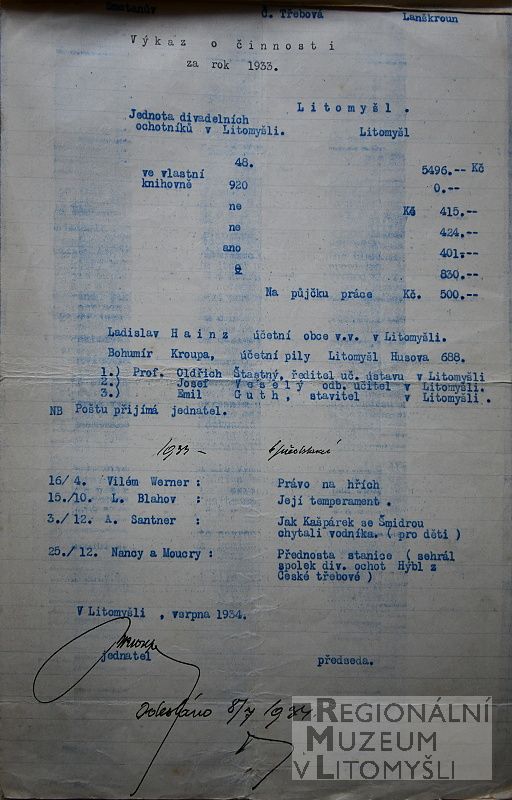 Smetanův Č. Třebová Lanškroun
Výkaz o činnosti
za rok 1933.
Litomyšl .
Jednota divadelních
ochotníků v Litomyšli. Litomyšl
48.
5496.-- Kč
ve vlastní
knihovně 920 0.--
ne Kč 415.--
ne 424.--
ano 401.--
830.--
Na půjčku práce Kč. 500.--
Ladislav Hainz účetní obce v.v. v Litomyšli.
Bohumír Kroupa, účetní pily Litomyšl Husova 688.
1.) Prof. Oldřich Štastný, ředitel uč. ústavu v Litomyšli
2.) Josef Veselý odb. učitel v Litomyšli.
3.) Emil Guth, stavitel v Litomyšli .
NB Poštu přijímá jednatel.
1933 -
16/ 4. Vilém Werner : Právo na hřích
15./10. L. Blahov : Její temperament .
3./ 12. A. Santner : Jak Kašpárek se Šmidrou
chytali vodníka. ( pro děti )
25./ 12. Nancy a Moucry : Přednosta stanice ( sehrál
spolek div. ochot Hýbl z
České třebové )
V Litomyšli , verpna 1934.
jednatel předseda.
Odesláno 8/7 1934
REGIONÁLNÍ
MUZEUM
V LITOMYŠLI